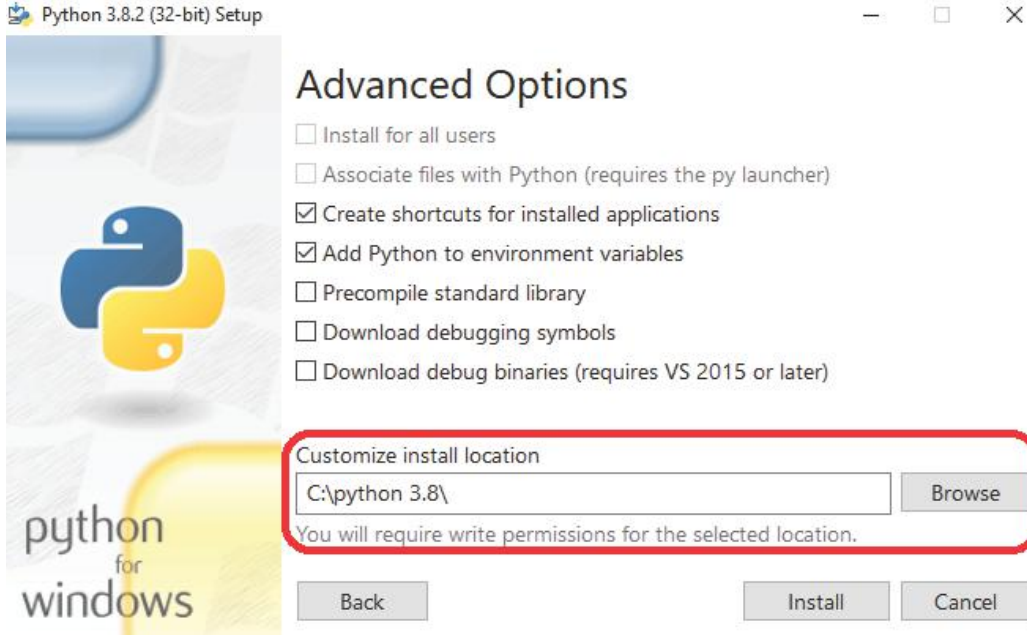 Python 3.8.2 (32-bit) Setup
Advanced Options
Install for all users
Associate files with Python (requires the py launcher)
Create shortcuts for installed applications
Add Python to environment variables
Precompile standard library
Download debugging symbols
Download debug binaries (requires VS 2015 or later)
Customize install location
C:\python 3.8\
Browse
You will require write permissions for the selected location.
python
for
windows
Back
Install
Cancel